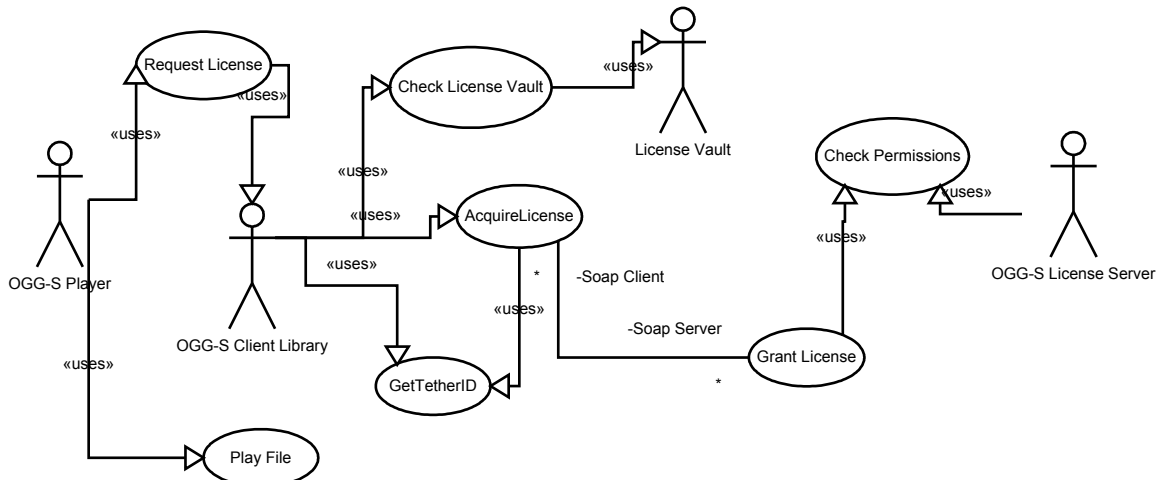 Request License
«uses»
«uses»
OGG-S Player
«uses»
Play File
OGG-S Client Library
Check License Vault
«uses»
«uses»
«uses»
«uses»
License Vault
AcquireLicense
*
«uses»
GetTetherID
-Soap Client
-Soap Server
*
Grant License
«uses»
Check Permissions
«uses»
OGG-S License Server